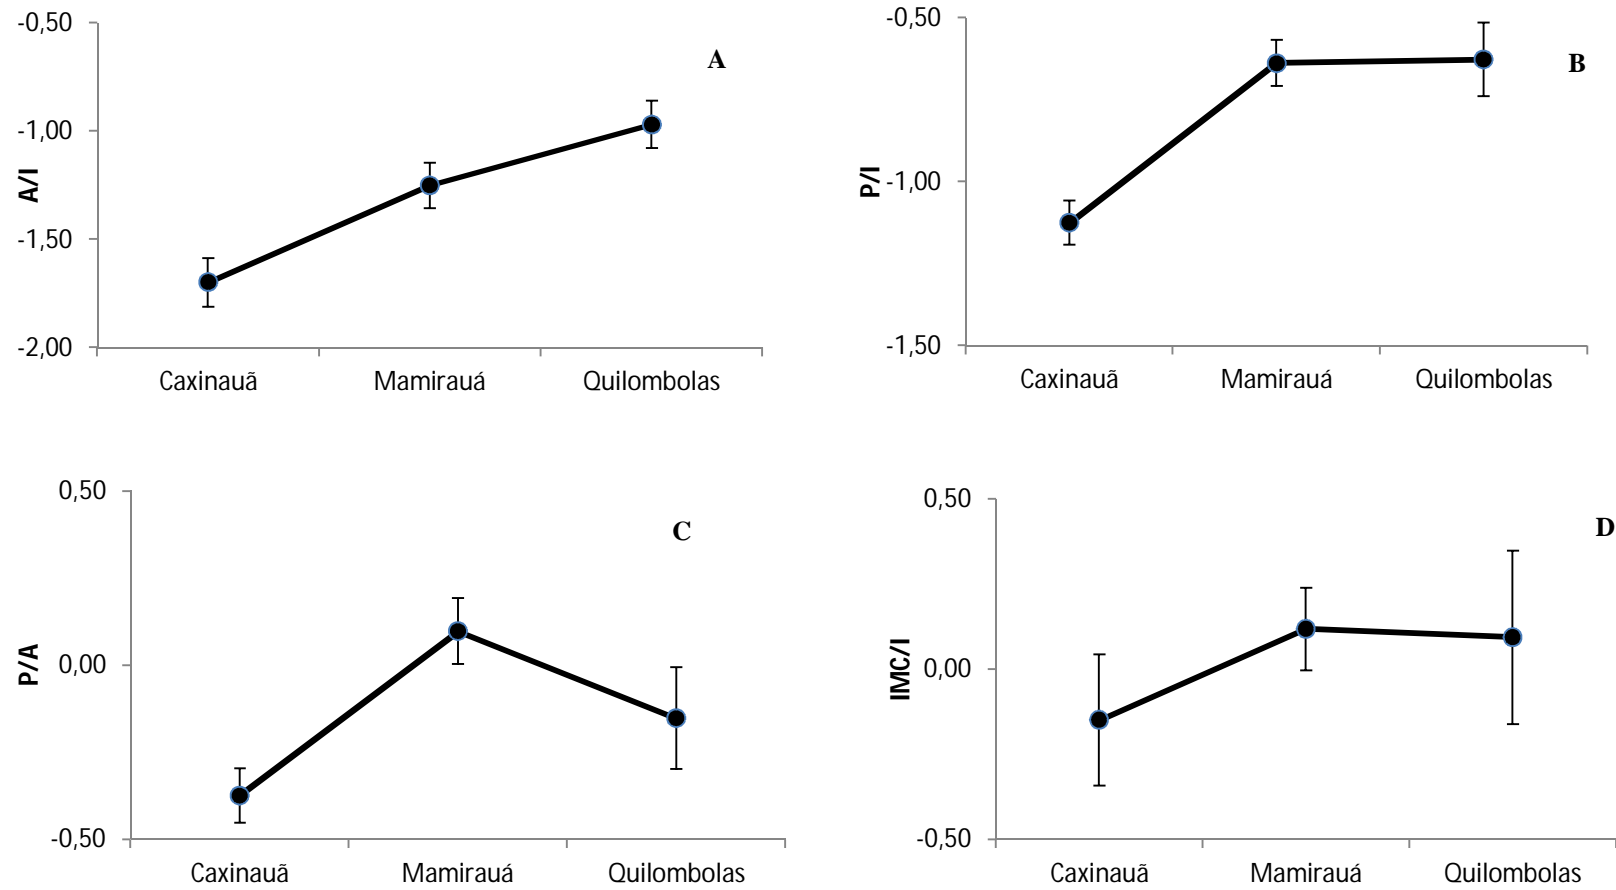 -0,50
-1,00
-1,50
-2,00
A/I
A
Caxinauã
Mamirauá
Quilombolas
-0,50
-1,00
-1,50
P/I
B
Caxinauã
Mamirauá
Quilombolas
0,50
0,00
-0,50
P/A
C
Caxinauã
Mamirauá
Quilombolas
0,50
0,00
-0,50
IMC/I
D
Caxinauã
Mamirauá
Quilombolas